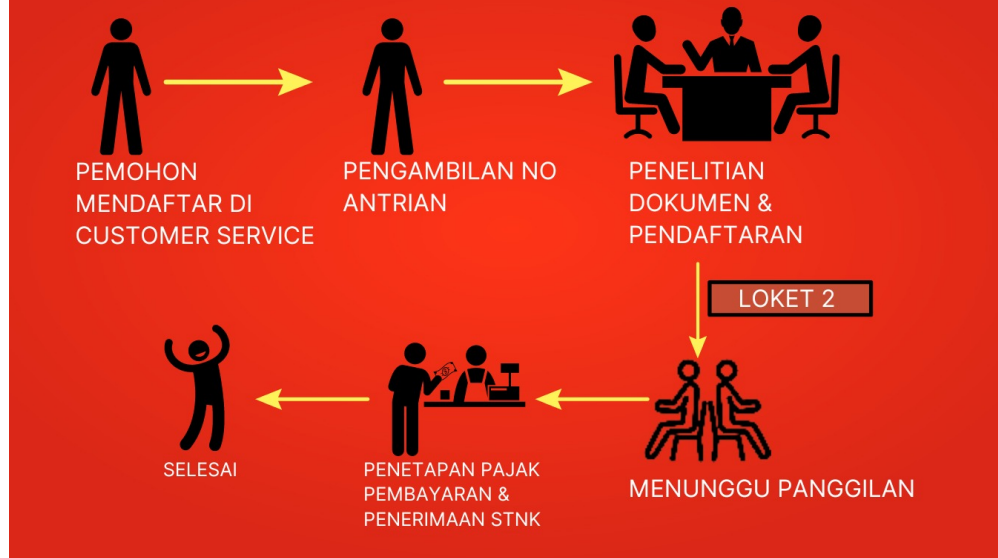 PEMOHON
MENDAFTAR DI
CUSTOMER SERVICE
PENGAMBILAN NO
ANTRIAN
PENELITIAN
DOKUMEN &
PENDAFTARAN
LOKET 2
MENUNGGU PANGGILAN
PENETAPAN PAJAK
PEMBAYARAN &
PENERIMAAN STNK
SELESAI